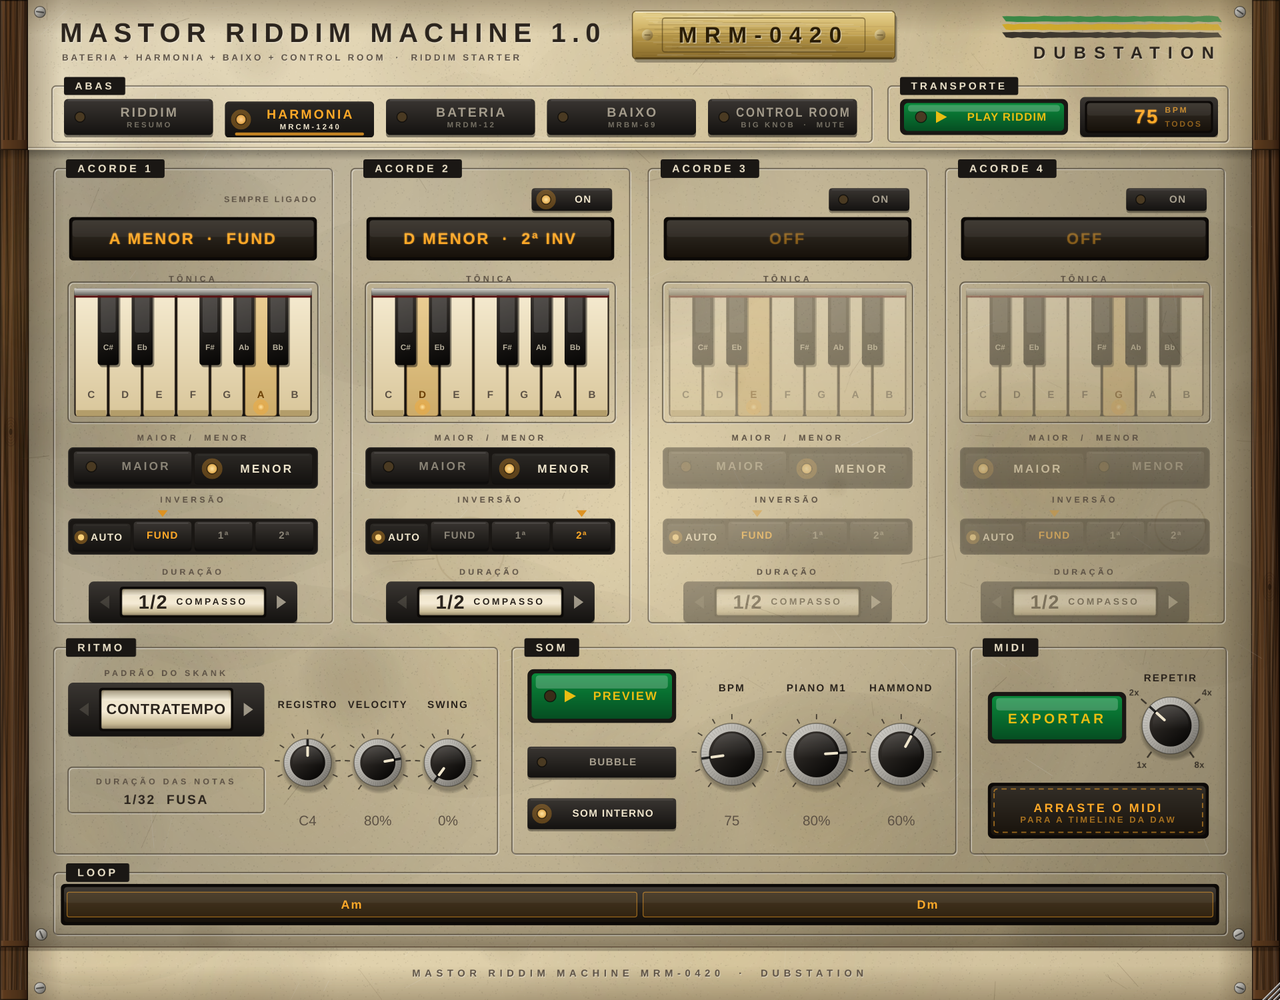 MASTOR RIDDIM MACHINE 1.0
BATERIA + HARMONIA + BAIXO + CONTROL ROOM · RIDDIM STARTER
MRM-0420
DUBSTATION
ABAS
RIDDIM
RESUMO
HARMONIA
MRCM-1240
BATERIA
MRDM-12
BAIXO
MRBM-69
CONTROL ROOM
BIG KNOB · MUTE
TRANSPORTE
PLAY RIDDIM
75 BPM
TODOS
ACORDE 1
SEMPRE LIGADO
A MENOR · FUND
TÔNICA
C# Eb F# Ab Bb
C D E F G A B
MAIOR / MENOR
MAIOR MENOR
INVERSÃO
AUTO FUND 1ª 2ª
DURAÇÃO
1/2 COMPASSO
ACORDE 2
ON
D MENOR · 2ª INV
TÔNICA
C# Eb F# Ab Bb
C D E F G A B
MAIOR / MENOR
MAIOR MENOR
INVERSÃO
AUTO FUND 1ª 2ª
DURAÇÃO
1/2 COMPASSO
ACORDE 3
ON
OFF
TÔNICA
C# Eb F# Ab Bb
C D E F G A B
MAIOR / MENOR
MAIOR MENOR
INVERSÃO
AUTO FUND 1ª 2ª
DURAÇÃO
1/2 COMPASSO
ACORDE 4
ON
OFF
TÔNICA
C# Eb F# Ab Bb
C D E F G A B
MAIOR / MENOR
MAIOR MENOR
INVERSÃO
AUTO FUND 1ª 2ª
DURAÇÃO
1/2 COMPASSO
RITMO
PADRÃO DO SKANK
CONTRATEMPO
DURAÇÃO DAS NOTAS
1/32 FUSA
REGISTRO VELOCITY SWING
C4 80% 0%
SOM
PREVIEW
BUBBLE
SOM INTERNO
BPM PIANO M1 HAMMOND
75 80% 60%
MIDI
EXPORTAR
REPETIR
2x 4x
1x 8x
ARRASTE O MIDI
PARA A TIMELINE DA DAW
LOOP
Am Dm
MASTOR RIDDIM MACHINE MRM-0420 · DUBSTATION